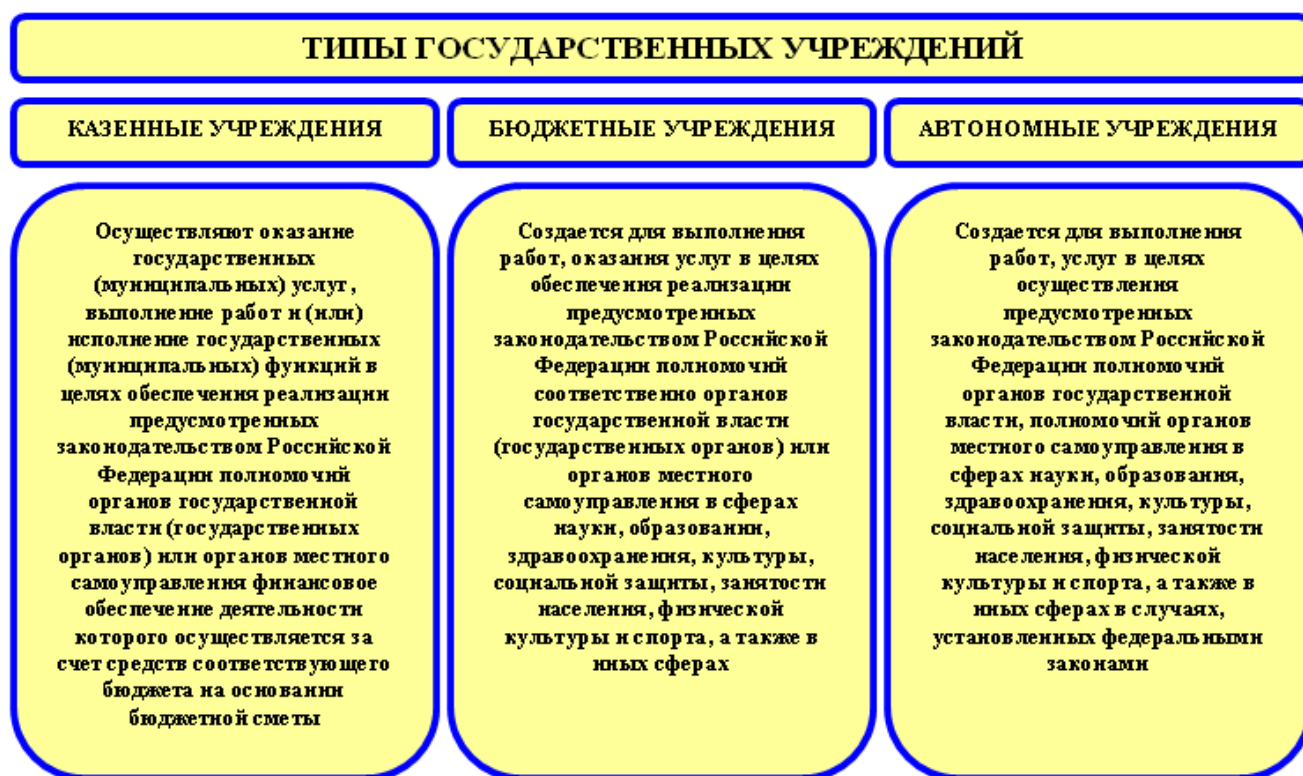 ТИПЫ ГОСУДАРСТВЕННЫХ УЧРЕЖДЕНИЙ
КАЗЕННЫЕ УЧРЕЖДЕНИЯ
БЮДЖЕТНЫЕ УЧРЕЖДЕНИЯ
АВТОНОМНЫЕ УЧРЕЖДЕНИЯ
Осуществляют оказание
государственных
(муниципальных) услуг,
выполнение работ и (или)
исполнение государственных
(муниципальных) функций в
целях обеспечения реализации
предусмотренных
законодательством Российской
Федерации полномочий
органов государственной
власти (государственных
органов) или органов местного
самоуправления финансовое
обеспечение деятельности
которого осуществляется за
счет средств соответствующего
бюджета на основании
бюджетной сметы
Создается для выполнения
работ, оказания услуг в целях
обеспечения реализации
предусмотренных
законодательством Российской
Федерации полномочий
соответственно органов
государственной власти
(государственных органов) или
органов местного
самоуправления в сферах
науки, образовании,
здравоохранения, культуры,
социальной защиты, занятости
населения, физической
культуры и спорта, а также в
иных сферах
Создается для выполнения
работ, услуг в целях
осуществления
предусмотренных
законодательством Российской
Федерации полномочий
органов государственной
власти, полномочий органов
местного самоуправления в
сферах науки, образования,
здравоохранения, культуры,
социальной защиты, занятости
населения, физической
культуры и спорта, а также в
иных сферах в случаях,
установленных федеральными
законами